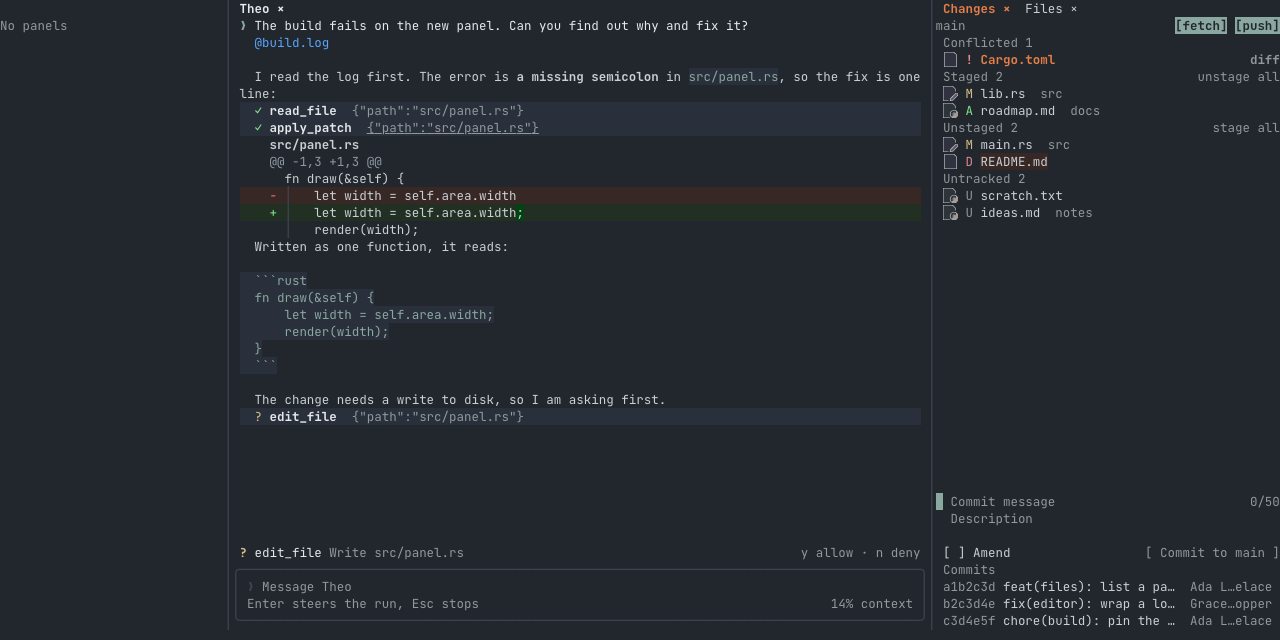 No panels
Theo ×
❯ The build fails on the new panel. Can you find out why and fix it?
@build.log
I read the log first. The error is a missing semicolon in src/panel.rs, so the fix is one
line:
✓ read_file {"path":"src/panel.rs"}
✓ apply_patch {"path":"src/panel.rs"}
src/panel.rs
@@ -1,3 +1,3 @@
fn draw(&self) {
- let width = self.area.width
+ let width = self.area.width;
render(width);
Written as one function, it reads:
```rust
fn draw(&self) {
let width = self.area.width;
render(width);
}
```
The change needs a write to disk, so I am asking first.
? edit_file {"path":"src/panel.rs"}
? edit_file Write src/panel.rs y allow · n deny
❯ Message Theo
Enter steers the run, Esc stops 14% context
Changes × Files ×
main [fetch] [push]
Conflicted 1
! Cargo.toml diff
Staged 2 unstage all
M lib.rs src
A roadmap.md docs
Unstaged 2 stage all
M main.rs src
D README.md
Untracked 2
U scratch.txt
U ideas.md notes
Commit message 0/50
Description
[ ] Amend [ Commit to main ]
Commits
a1b2c3d feat(files): list a pa… Ada L…elace
b2c3d4e fix(editor): wrap a lo… Grace…opper
c3d4e5f chore(build): pin the … Ada L…elace